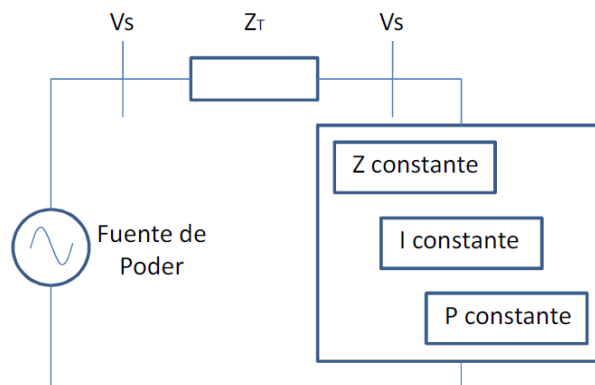 Vs
ZT
Vs
Z constante
I constante
P constante
Fuente de
Poder